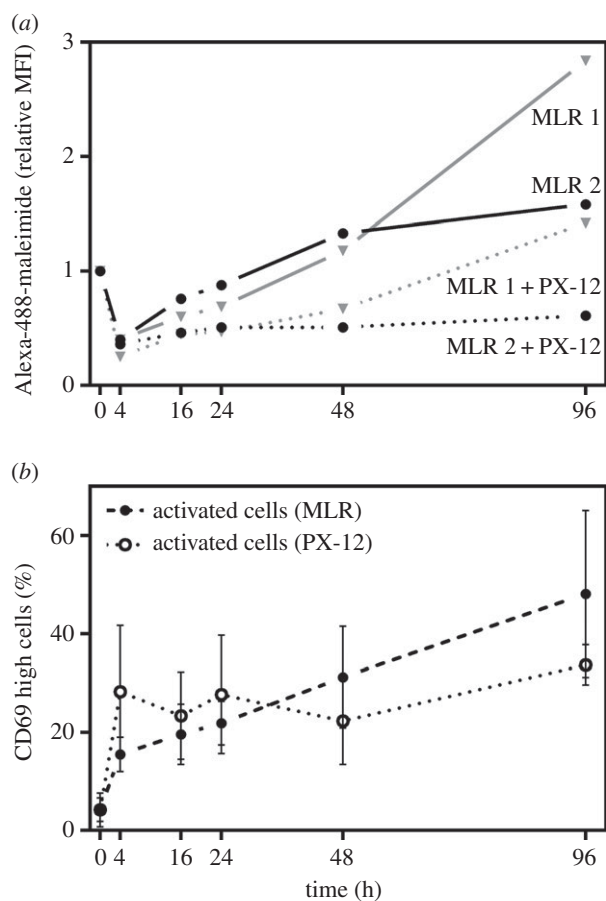 (a)
3
2
1
0
Alexa-488-maleimide (relative MFI)
MLR 1
MLR 2
MLR 1 + PX-12
MLR 2 + PX-12
0 4 16 24 48 96
(b)
activated cells (MLR)
activated cells (PX-12)
60
40
20
0
CD69 high cells (%)
0 4 16 24 48 96
time (h)